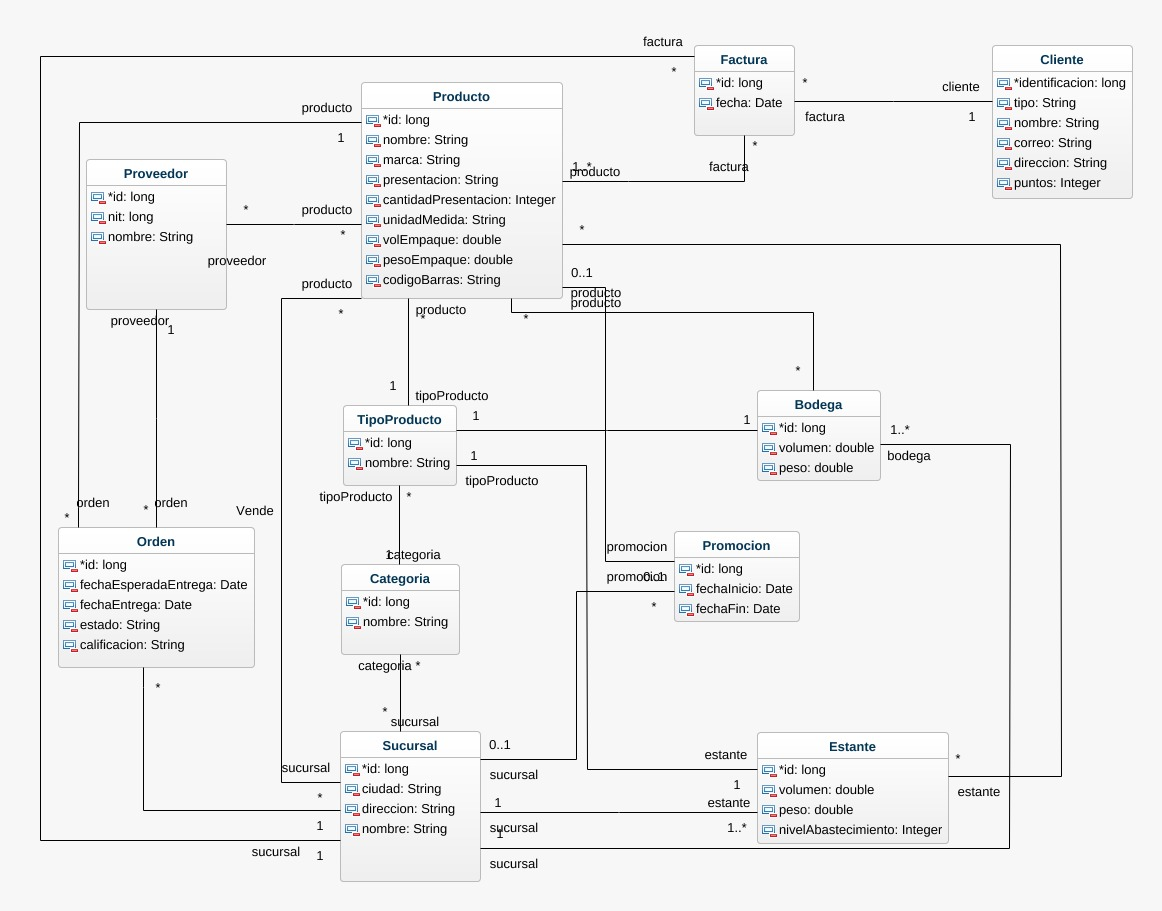 factura
*
Factura
*id: long
fecha: Date
*
factura
cliente
1
Cliente
*identificacion: long
tipo: String
nombre: String
correo: String
direccion: String
puntos: Integer
*
factura
producto
1
Producto
*id: long
nombre: String
marca: String
presentacion: String
cantidadPresentacion: Integer
unidadMedida: String
volEmpaque: double
pesoEmpaque: double
codigoBarras: String
1..*
producto
Proveedor
*id: long
nit: long
nombre: String
*
proveedor
producto
*
*
0..1
producto
producto
producto
*
producto
*
*
proveedor
1
1
tipoProducto
*
TipoProducto
*id: long
nombre: String
1
1
Bodega
*id: long
volumen: double
peso: double
1..*
bodega
1
tipoProducto
tipoProducto
*
orden
*
*
orden
Vende
Orden
*id: long
fechaEsperadaEntrega: Date
fechaEntrega: Date
estado: String
calificacion: String
*
1
categoria
Categoria
*id: long
nombre: String
promocion
promocion
0..1
*
Promocion
*id: long
fechaInicio: Date
fechaFin: Date
categoria *
*
sucursal
Sucursal
*id: long
ciudad: String
direccion: String
nombre: String
sucursal
*
1
sucursal
1
0..1
sucursal
1
sucursal
1
sucursal
estante
1
estante
1..*
Estante
*id: long
volumen: double
peso: double
nivelAbastecimiento: Integer
*
estante